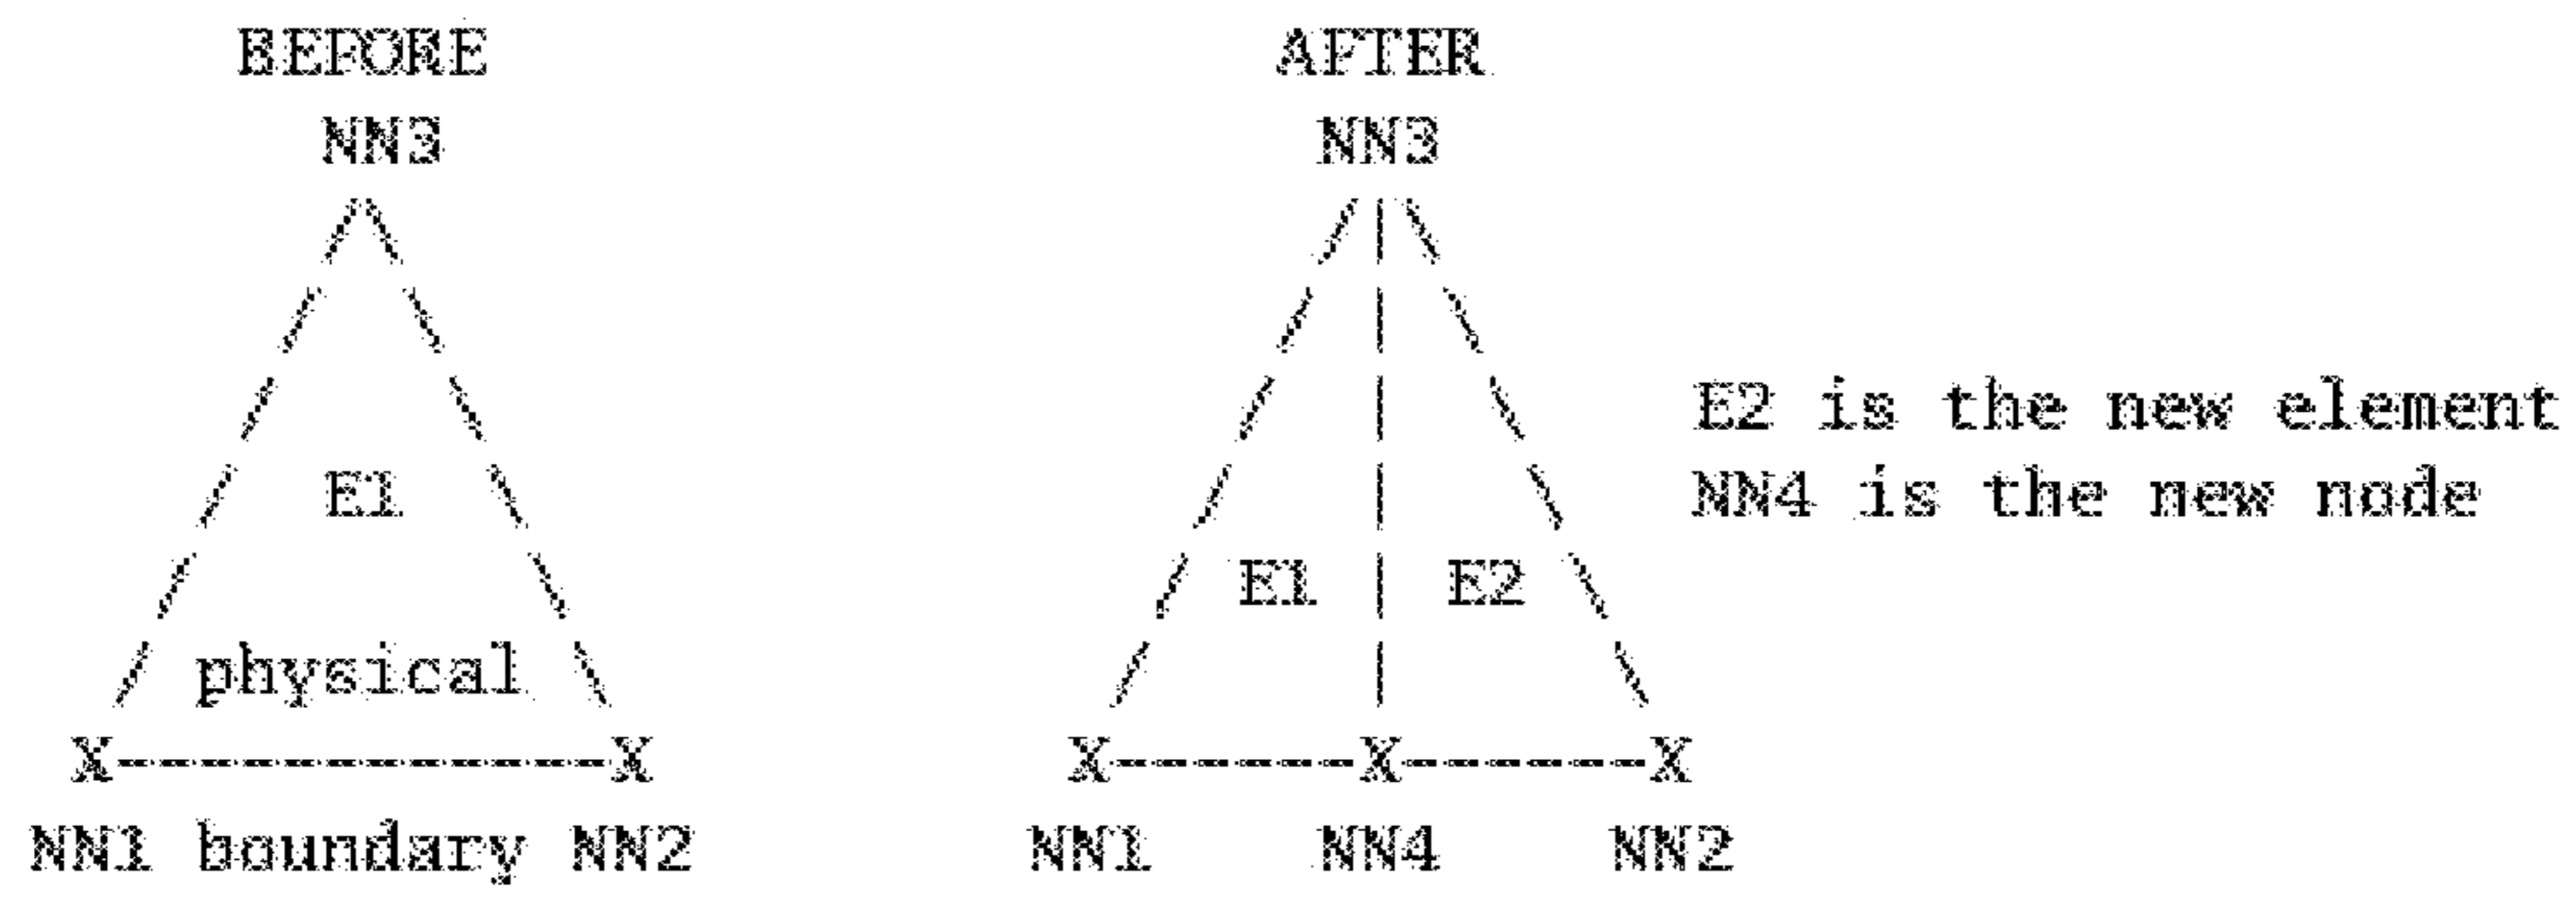 BEFORE
NN3
E1
physical
NN1 boundary NN2
AFTER
NN3
E1 E2
NN1 NN4 NN2
E2 is the new element
NN4 is the new node